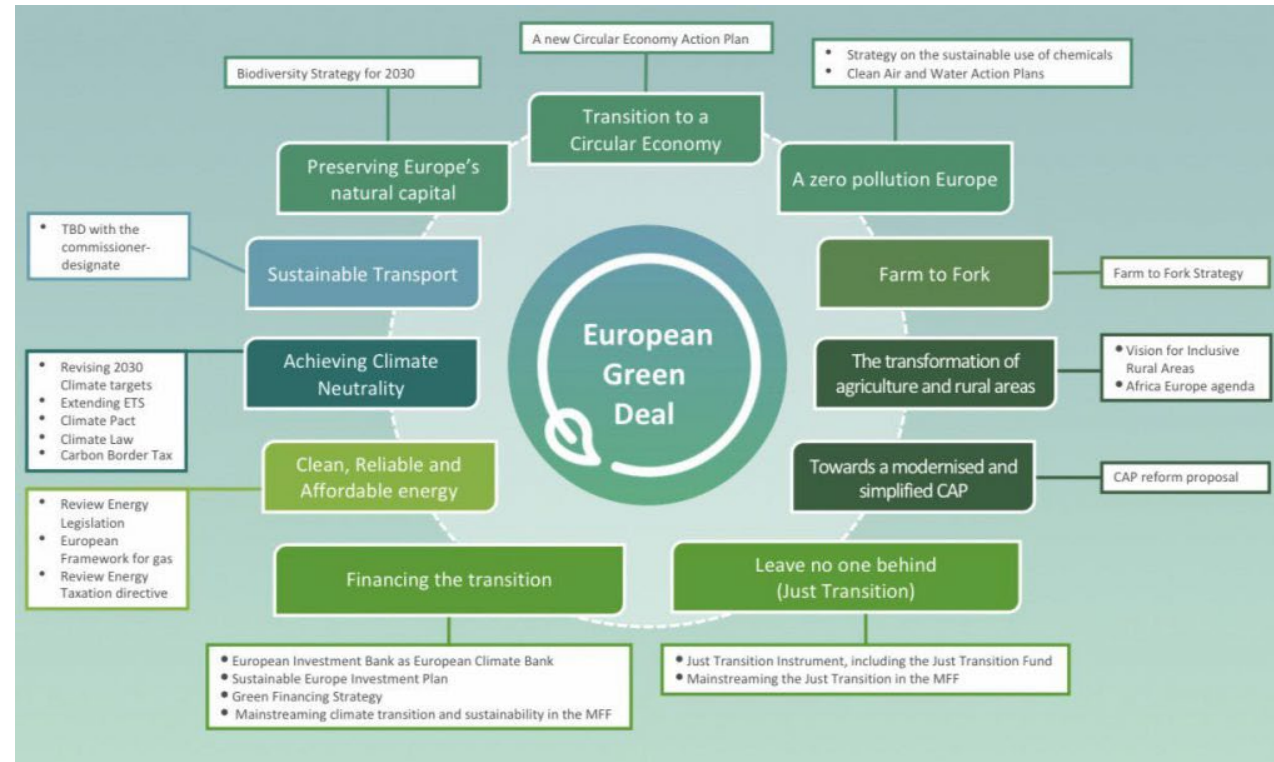 A new Circular Economy Action Plan
Biodiversity Strategy for 2030
• Strategy on the sustainable use of chemicals
• Clean Air and Water Action Plans
Transition to a
Circular Economy
Preserving Europe's
natural capital
A zero pollution Europe
• TBD with the
commissioner-
designate
Sustainable Transport
Farm to Fork
Farm to Fork Strategy
European
Green
Deal
• Revising 2030
Climate targets
• Extending ETS
• Climate Pact
• Climate Law
• Carbon Border Tax
Achieving Climate
Neutrality
The transformation of
agriculture and rural areas
• Vision for Inclusive
Rural Areas
• Africa Europe agenda
• Review Energy
Legislation
• European
Framework for gas
• Review Energy
Taxation directive
Clean, Reliable and
Affordable energy
Towards a modernised and
simplified CAP
CAP reform proposal
Financing the transition
Leave no one behind
(Just Transition)
• European Investment Bank as European Climate Bank
• Sustainable Europe Investment Plan
• Green Financing Strategy
• Mainstreaming climate transition and sustainability in the MFF
• Just Transition Instrument, including the Just Transition Fund
• Mainstreaming the Just Transition in the MFF